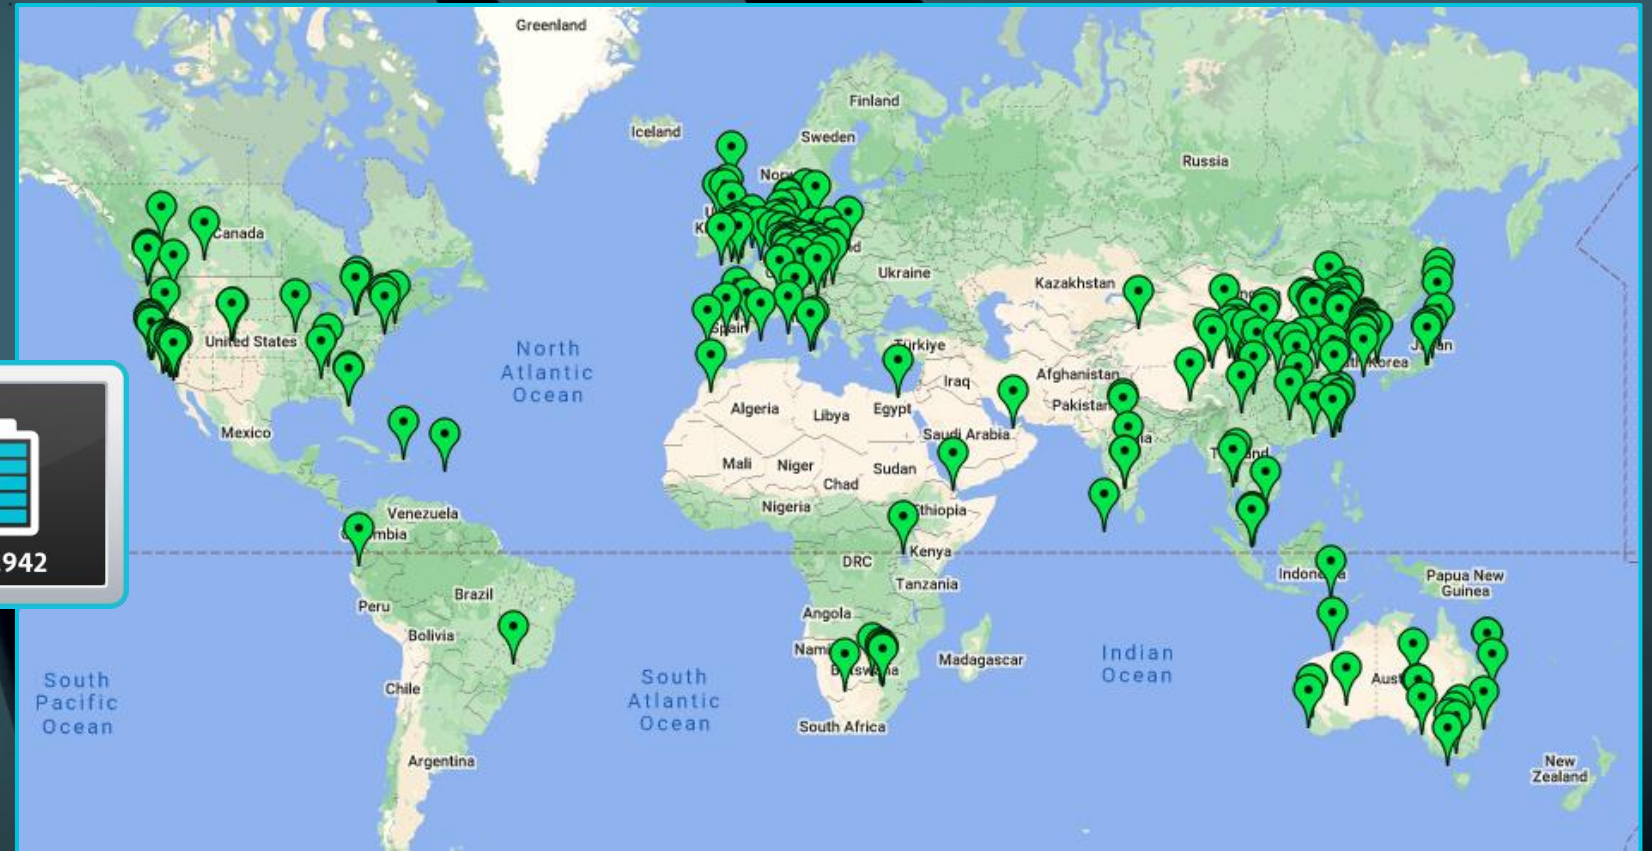 Greenland
Finland
Iceland
Sweden
Russia
Canada
Ukraine
Kazakhstan
Spain
United States
North
Atlantic
Ocean
Türkiye
Iraq
Afghanistan
Pakistan
Algeria
Libya
Egypt
Mexico
Saudi Arabia
Mali
Niger
Sudan
Chad
Nigeria
Ethiopia
Venezuela
942
Kenya
DRC
Tanzania
Papua New
Guinea
Brazil
Peru
Angola
Bolivia
Madagascar
Indian
Ocean
South
Pacific
Ocean
South
Atlantic
Ocean
Chile
South Africa
Argentina
New
Zealand